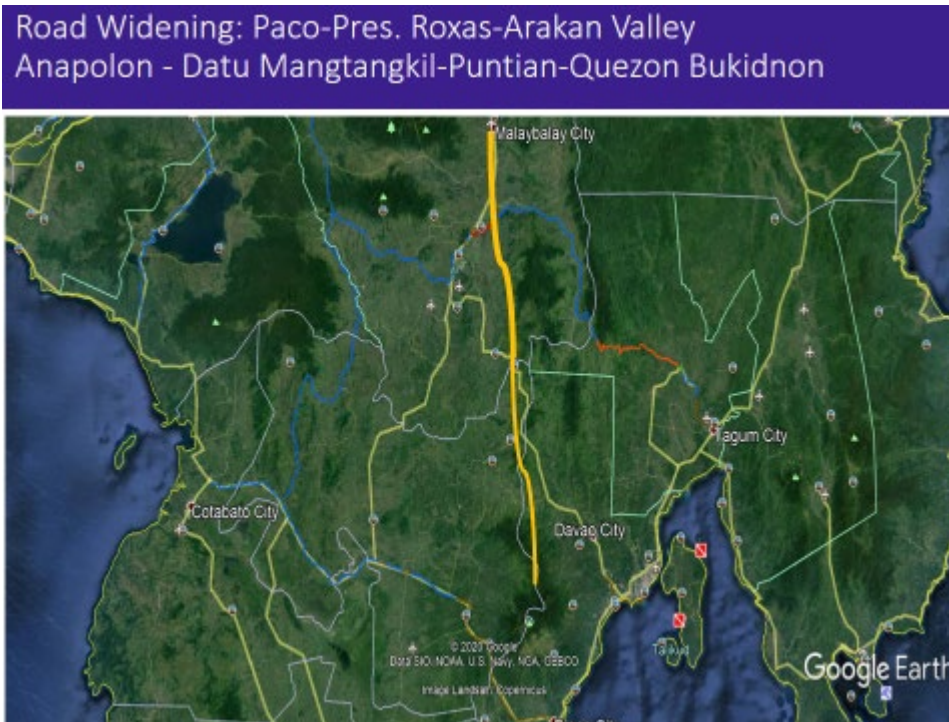 Road Widening: Paco-Pres. Roxas-Arakan Valley
Anapolon - Datu Mangtangkil-Puntian-Quezon Bukidnon
Malaybalay City
Tagum City
Cotabato City
Davao City
© 2020 Google
Data SIO, NOAA, U.S. Navy, NGA, GEBCO
Image Landsat / Copernicus
Google Earth